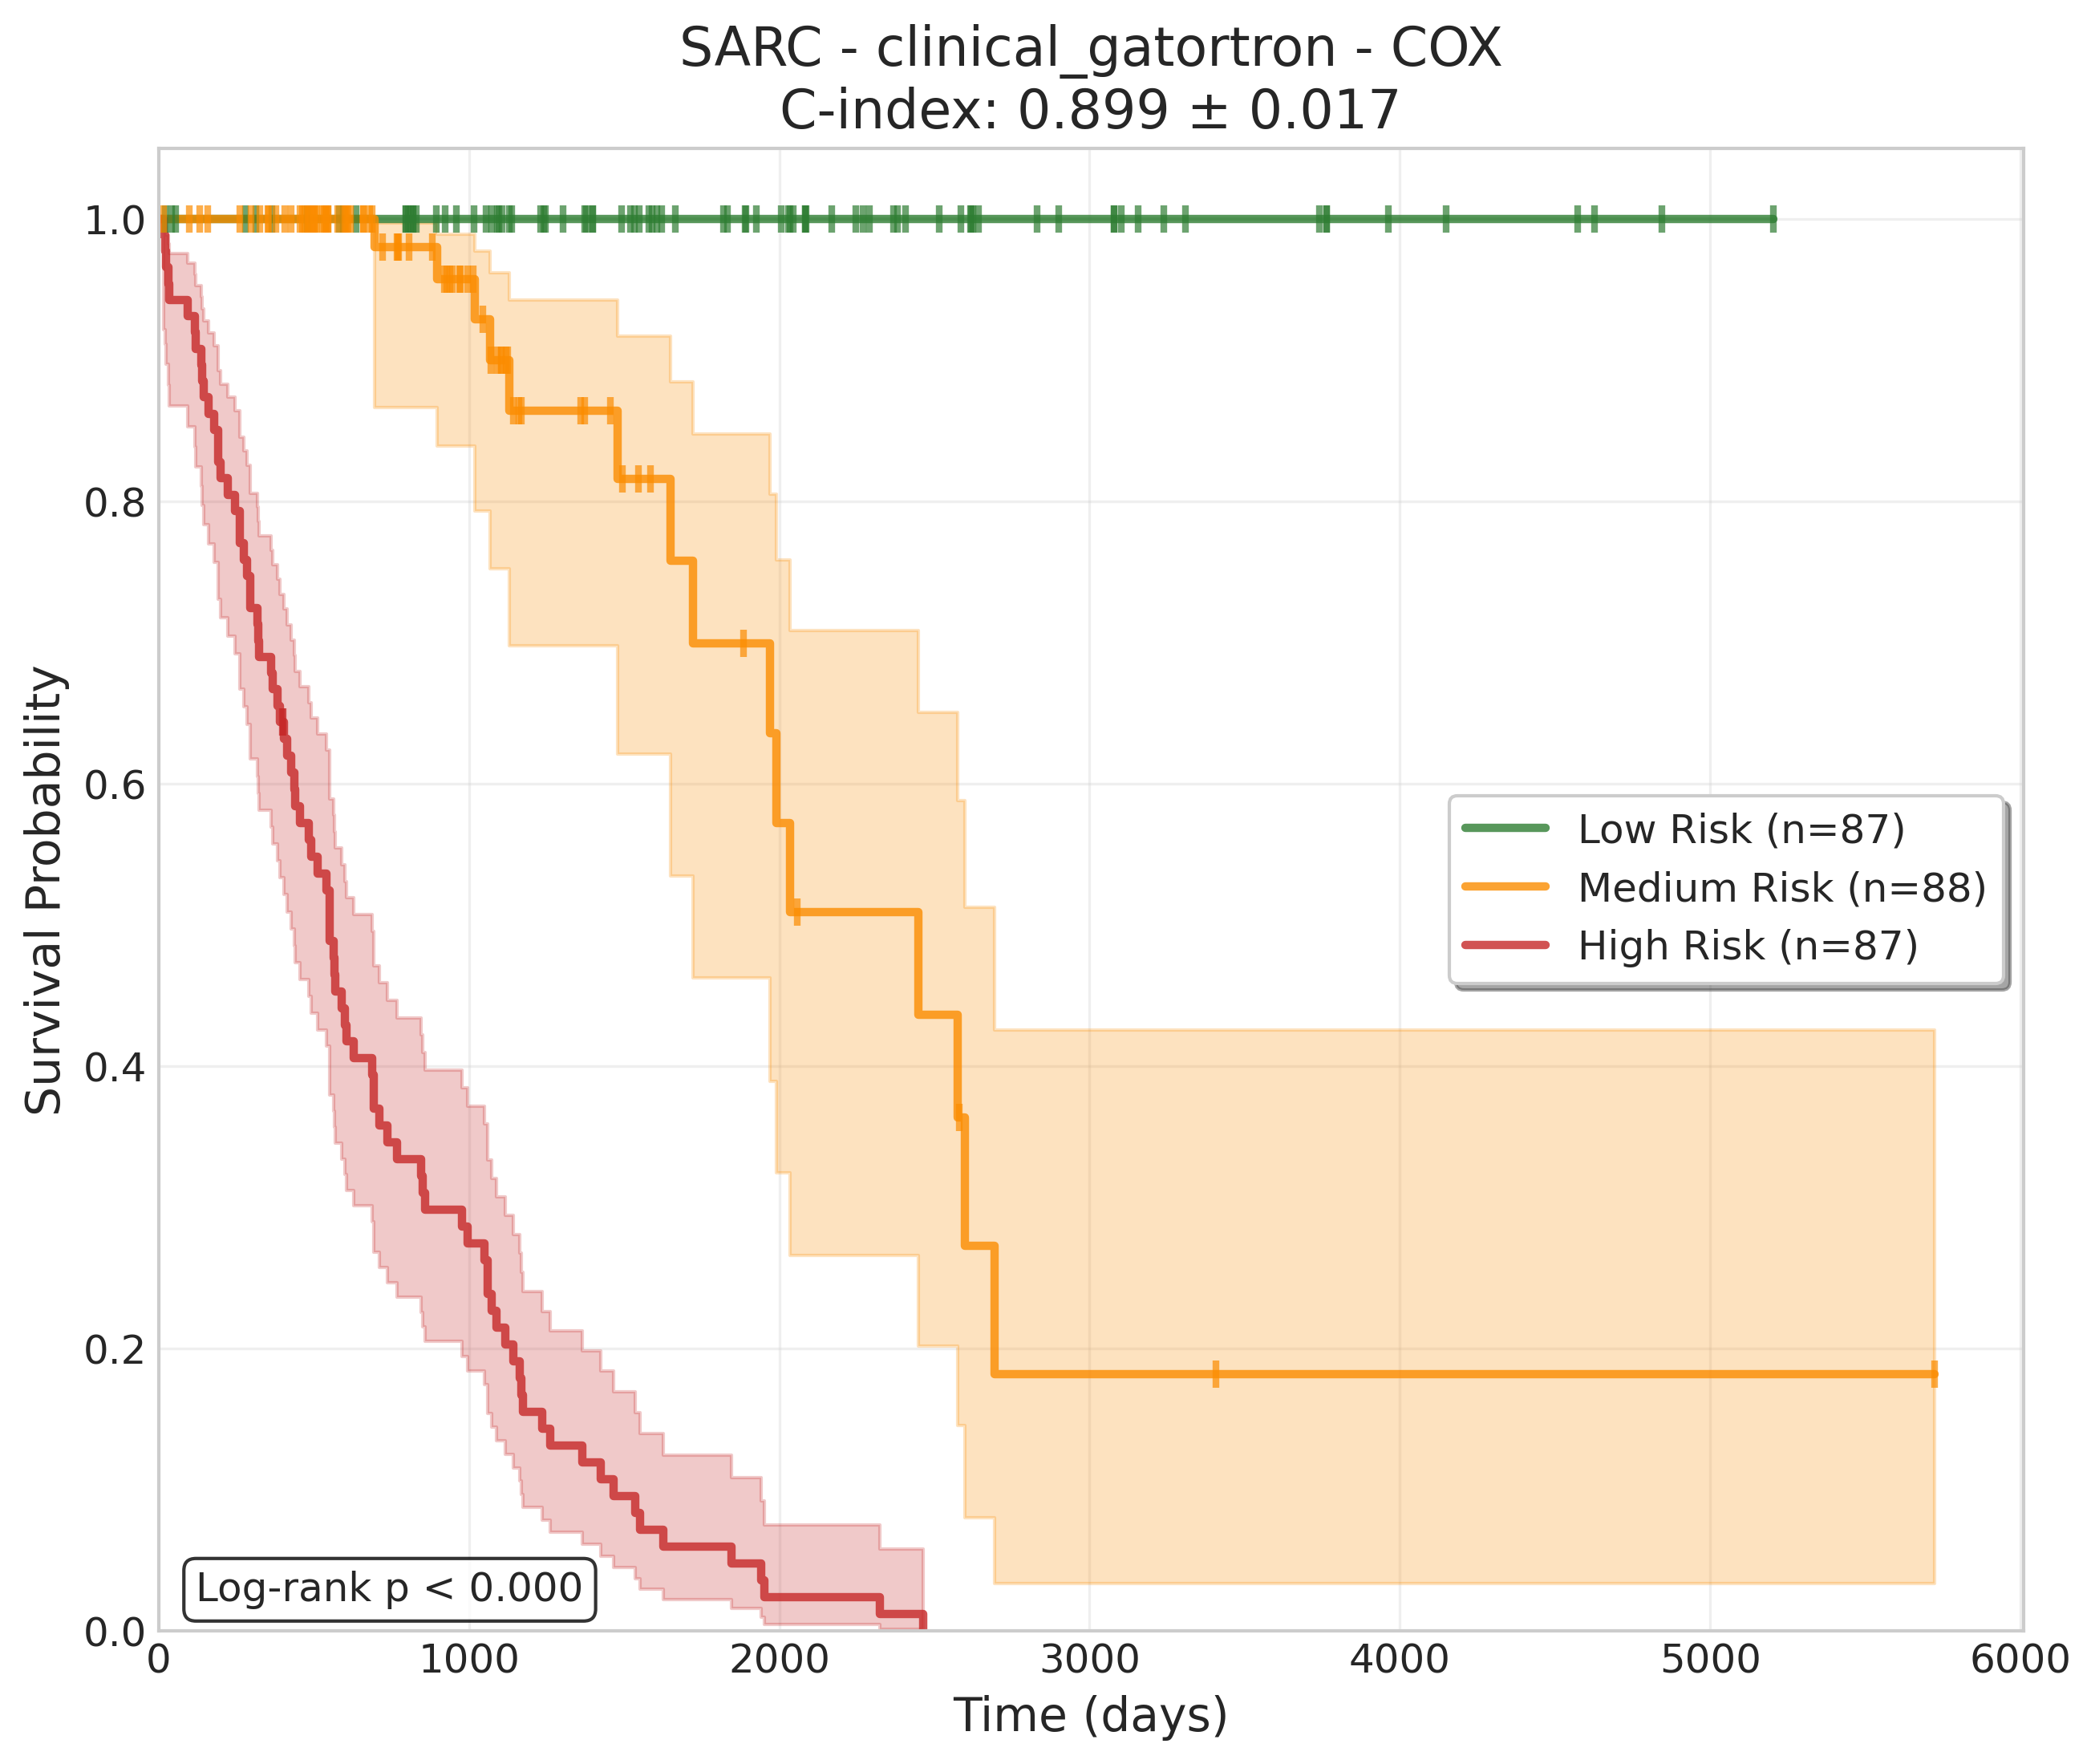 SARC - clinical_gatortron - COX
C-index: 0.899 ± 0.017
Survival Probability
1.0
0.8
0.6
0.4
0.2
0.0
Low Risk (n=87)
Medium Risk (n=88)
High Risk (n=87)
Log-rank p < 0.000
0 1000 2000 3000 4000 5000 6000
Time (days)